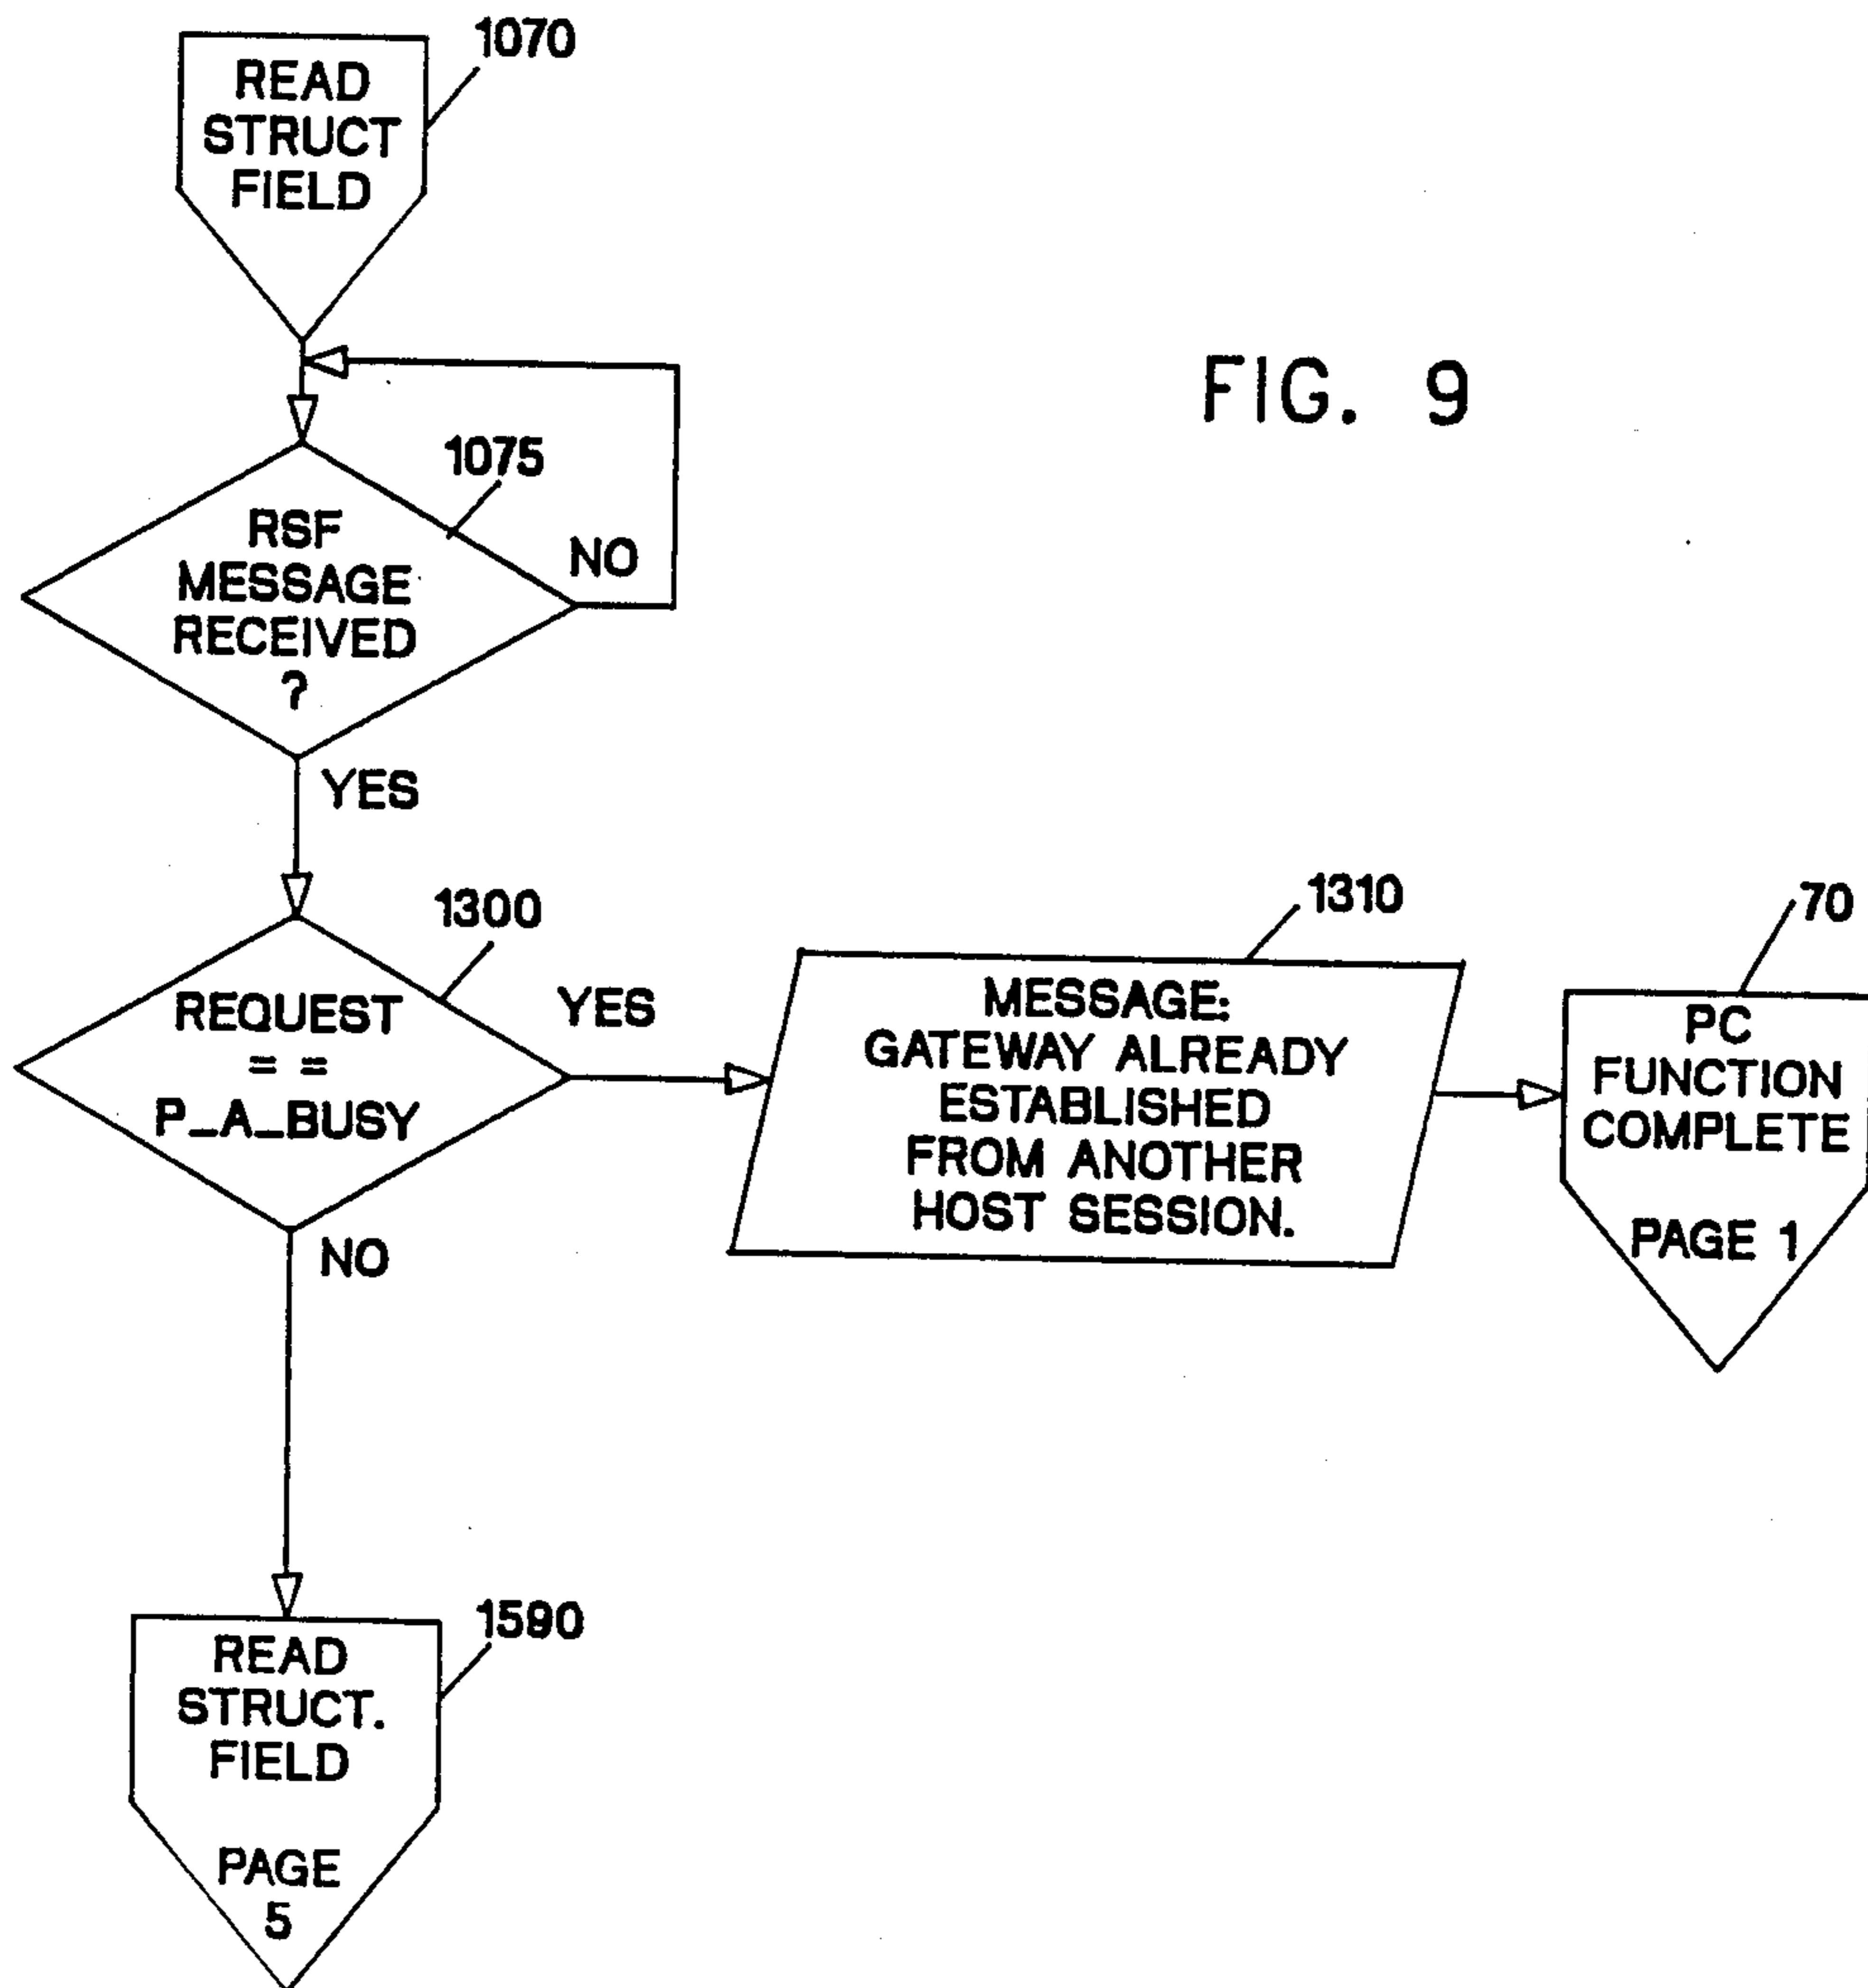 1070
READ
STRUCT
FIELD
FIG. 9
1075
RSF
MESSAGE
RECEIVED
?
NO
YES
1300
REQUEST
= =
P_A_BUSY
YES
NO
1310
MESSAGE:
GATEWAY ALREADY
ESTABLISHED
FROM ANOTHER
HOST SESSION.
70
PC
FUNCTION
COMPLETE
PAGE 1
1590
READ
STRUCT.
FIELD
PAGE
5